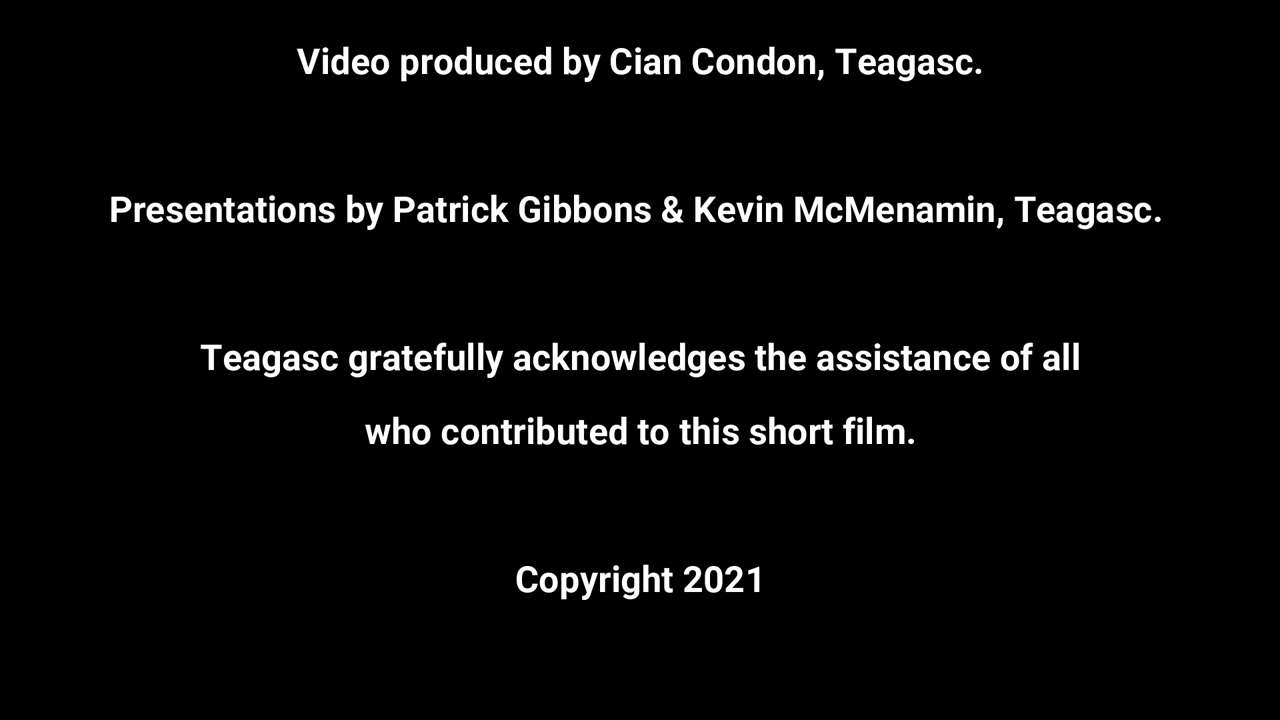 Video produced by Cian Condon, Teagasc.
Presentations by Patrick Gibbons & Kevin McMenamin, Teagasc.
Teagasc gratefully acknowledges the assistance of all
who contributed to this short film.
Copyright 2021